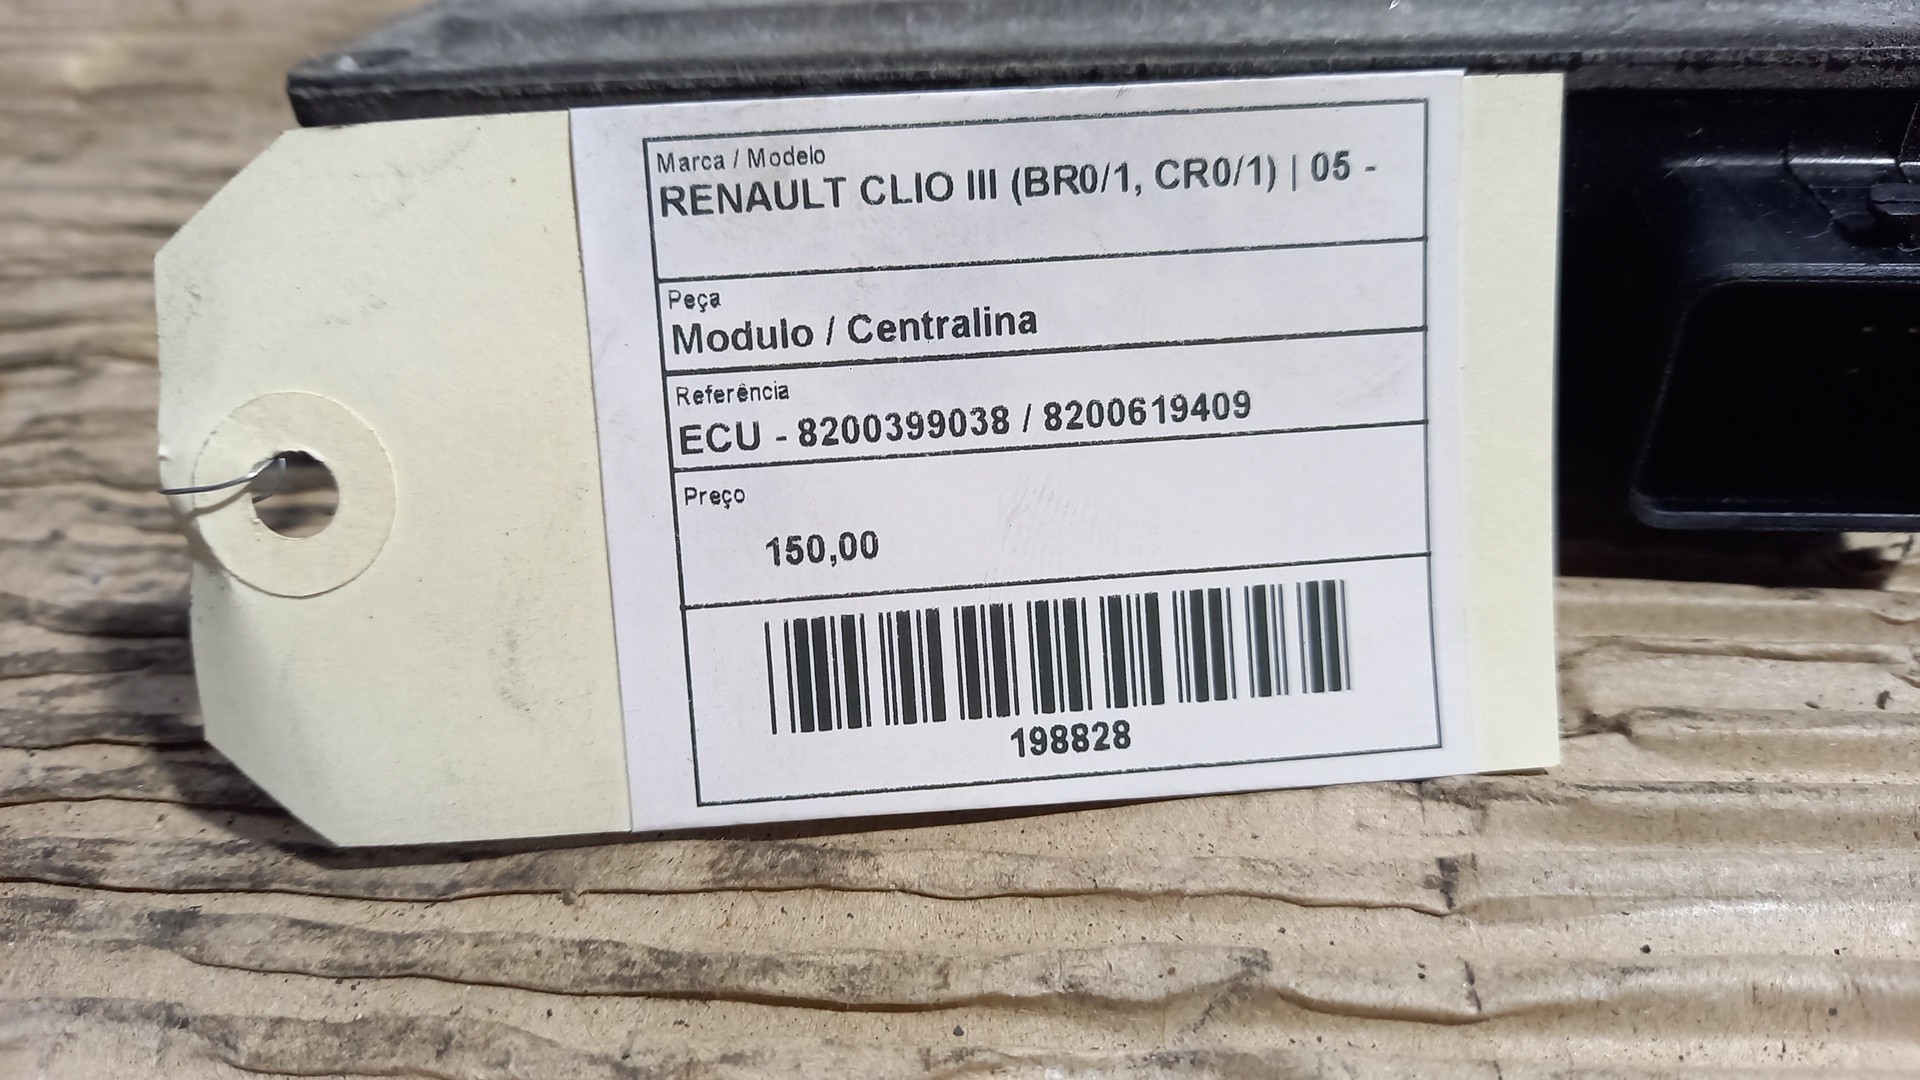 Marca / Modelo
RENAULT CLIO III (BR0/1, CR0/1) | 05 -
Peça
Modulo / Centralina
Referência
ECU - 8200399038 / 8200619409
Preço
150,00
198828